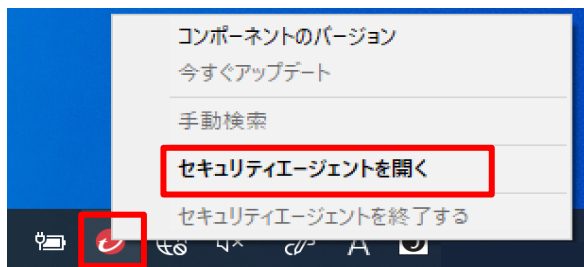 コンポーネントのバージョン
今すぐアップデート
手動検索
セキュリティエージェントを開く
セキュリティエージェントを終了する
A